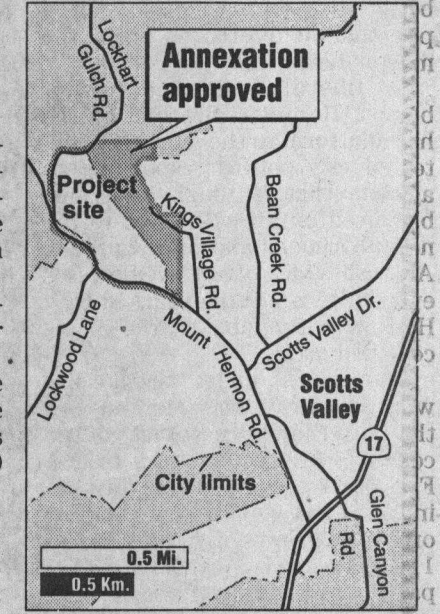 Lockhart
Gulch Rd.
Annexation
approved
Project
site
Kings Village Rd.
Bean Creek Rd.
Lockwood Lane
Mount Hermon Rd.
Scotts Valley Dr.
Scotts
Valley
17
City limits
Glen Canyon
Rd.
0.5 Mi.
0.5 Km.